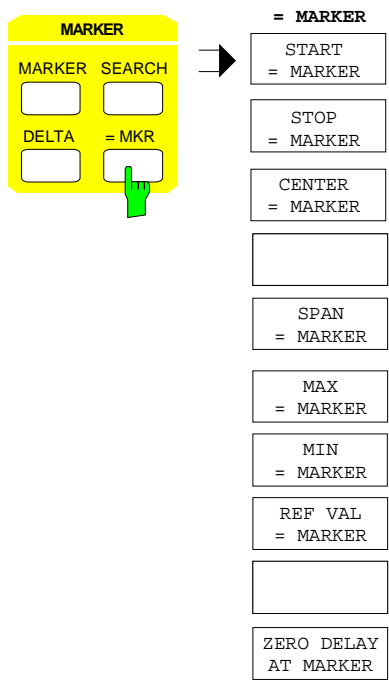 MARKER
MARKER SEARCH
DELTA = MKR
= MARKER
START
= MARKER
STOP
= MARKER
CENTER
= MARKER
SPAN
= MARKER
MAX
= MARKER
MIN
= MARKER
REF VAL
= MARKER
ZERO DELAY
AT MARKER